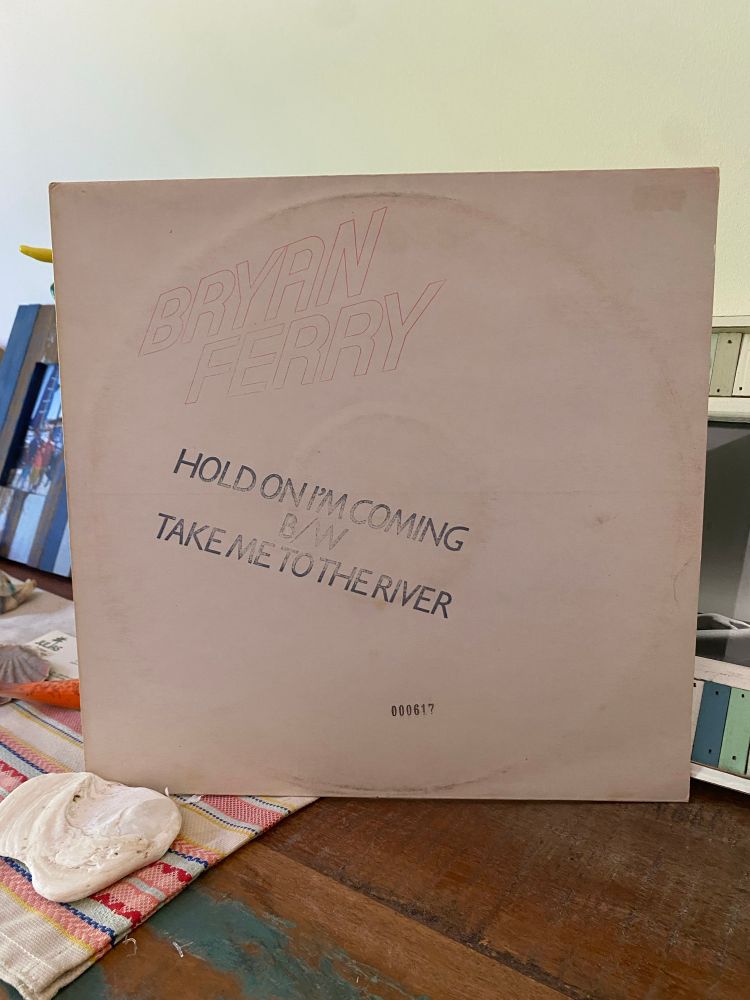 BRYAN
FERRY
HOLD ON I'M COMING
B/W
TAKE ME TO THE RIVER
000617